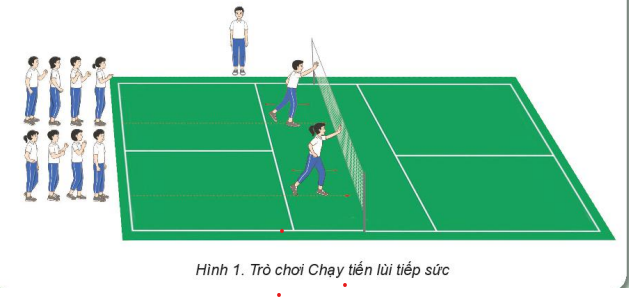 Hình 1. Trò chơi Chạy tiến lùi tiếp sức